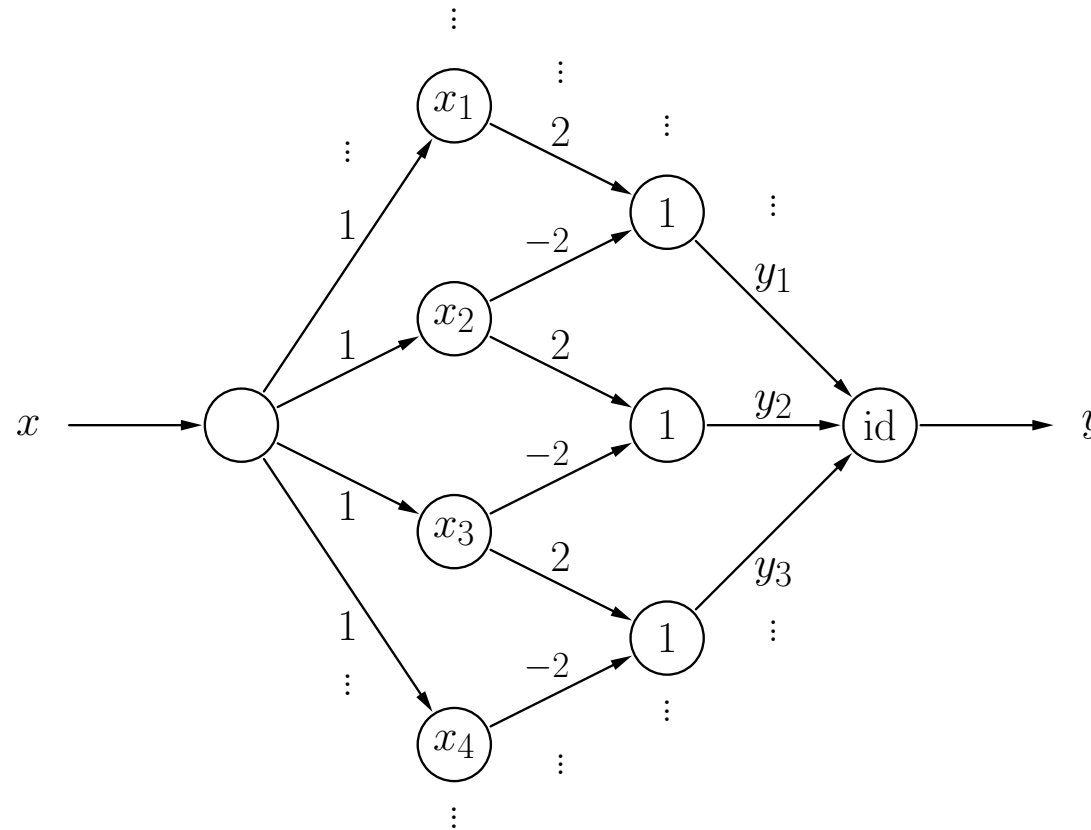 ⋮
⋮
x₁
⋮
2
⋮
1
⋮
1
−2
y₁
x₂
1
2
x
1
y₂
id
y
−2
1
x₃
2
y₃
1
1
⋮
−2
⋮
⋮
x₄
⋮
⋮